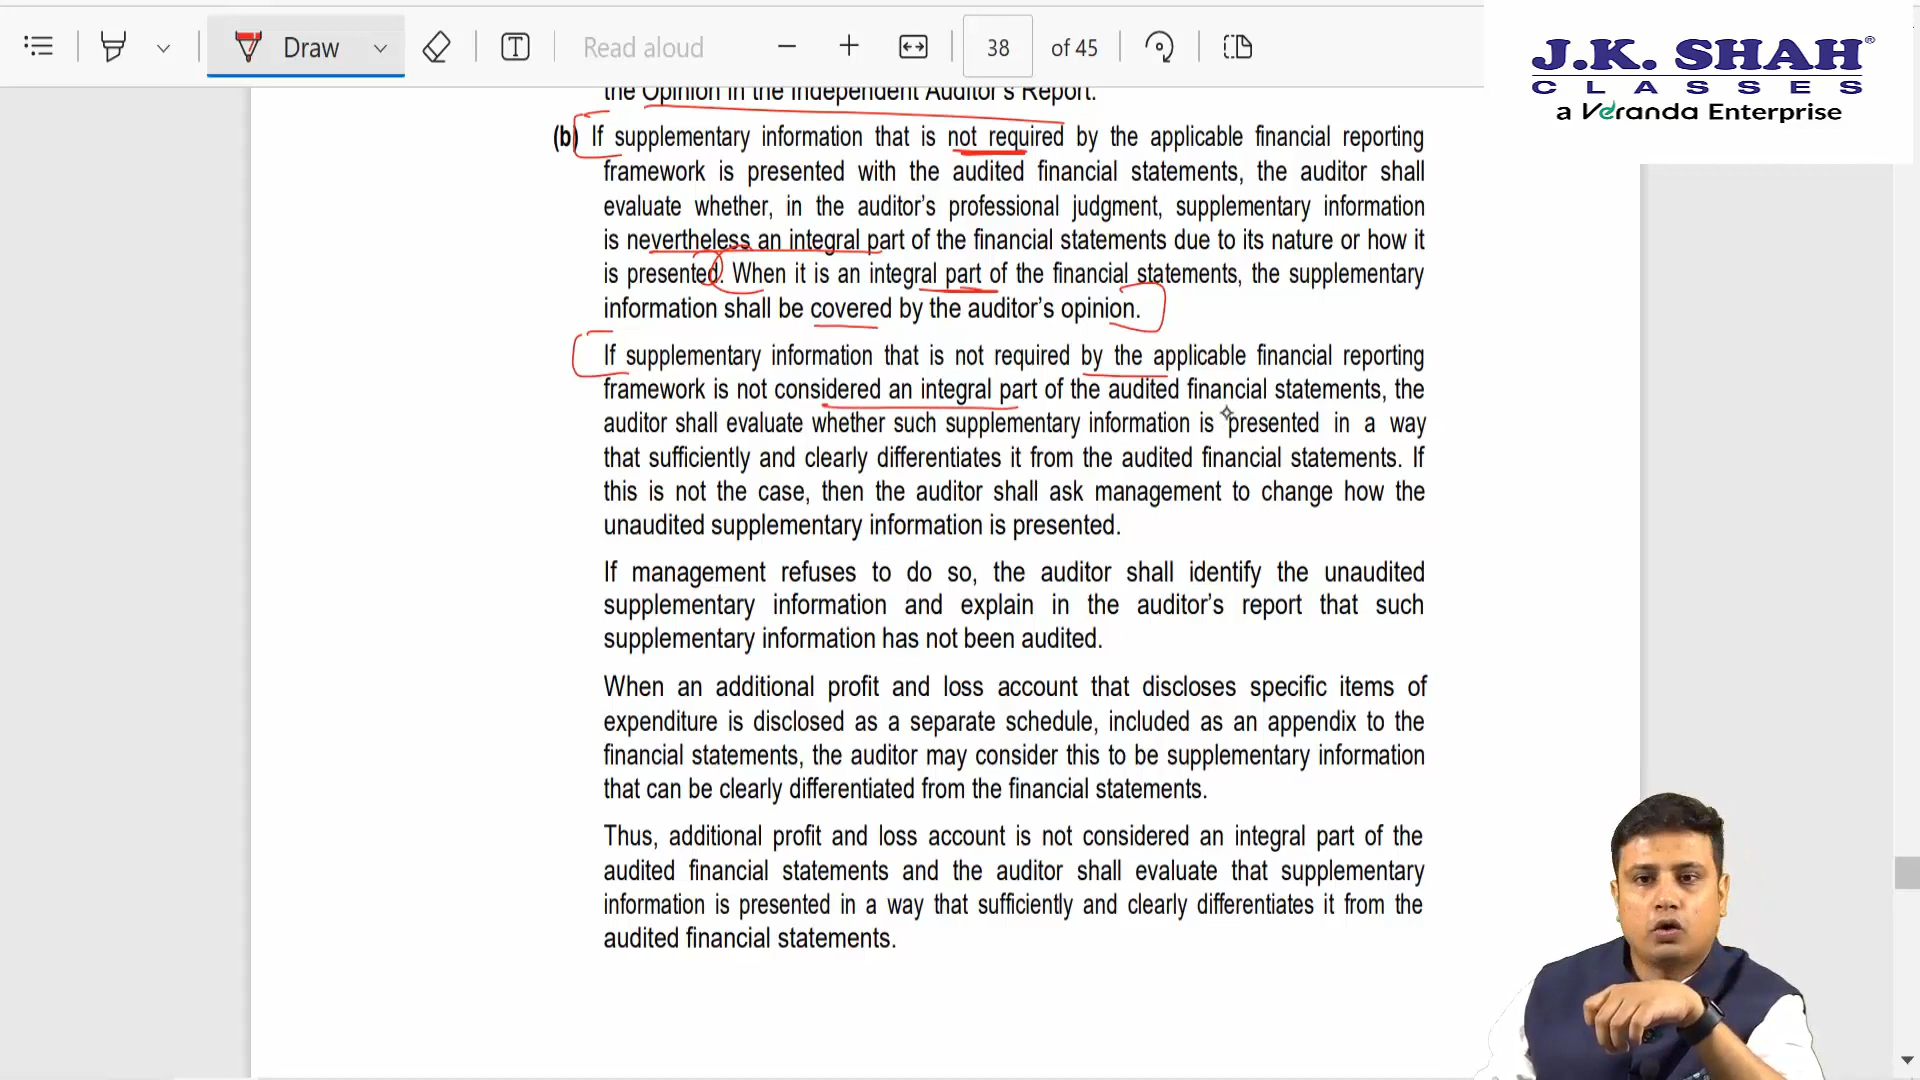 Draw
Read aloud
38
of 45
J.K. SHAH®
CLASSES
a Veranda Enterprise
the Opinion in the Independent Auditor's Report.
(b) If supplementary information that is not required by the applicable financial reporting
framework is presented with the audited financial statements, the auditor shall
evaluate whether, in the auditor's professional judgment, supplementary information
is nevertheless an integral part of the financial statements due to its nature or how it
is presented. When it is an integral part of the financial statements, the supplementary
information shall be covered by the auditor's opinion.
If supplementary information that is not required by the applicable financial reporting
framework is not considered an integral part of the audited financial statements, the
auditor shall evaluate whether such supplementary information is presented in a way
that sufficiently and clearly differentiates it from the audited financial statements. If
this is not the case, then the auditor shall ask management to change how the
unaudited supplementary information is presented.
If management refuses to do so, the auditor shall identify the unaudited
supplementary information and explain in the auditor's report that such
supplementary information has not been audited.
When an additional profit and loss account that discloses specific items of
expenditure is disclosed as a separate schedule, included as an appendix to the
financial statements, the auditor may consider this to be supplementary information
that can be clearly differentiated from the financial statements.
Thus, additional profit and loss account is not considered an integral part of the
audited financial statements and the auditor shall evaluate that supplementary
information is presented in a way that sufficiently and clearly differentiates it from the
audited financial statements.